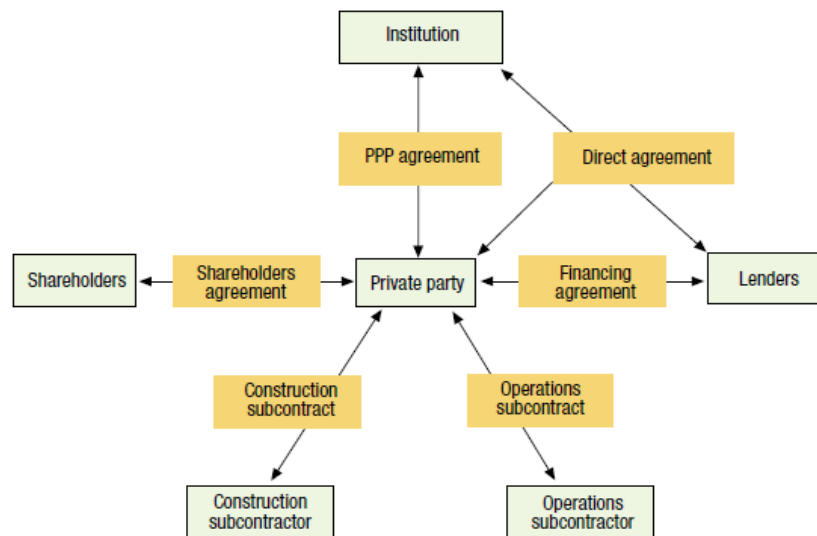 Institution
PPP agreement
Direct agreement
Shareholders
Shareholders
agreement
Private party
Financing
agreement
Lenders
Construction
subcontract
Operations
subcontract
Construction
subcontractor
Operations
subcontractor